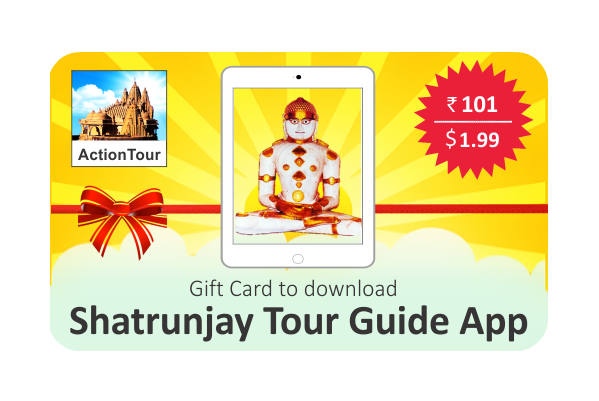 ActionTour
₹ 101
$ 1.99
Gift Card to download
Shatrunjay Tour Guide App